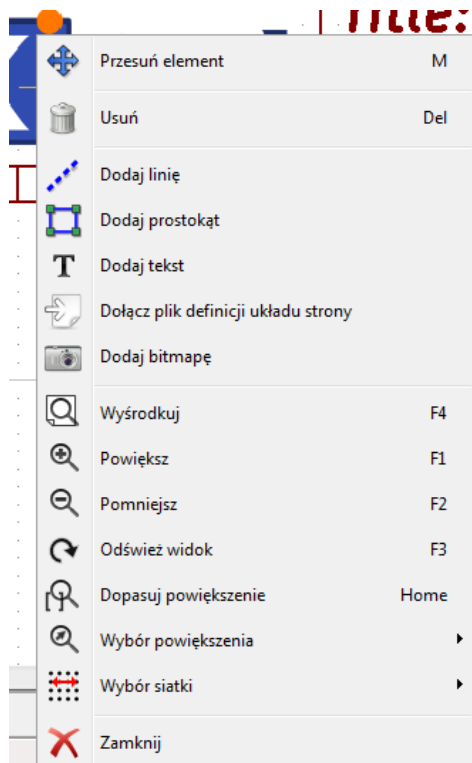 Title:
Przesuń element M
Usuń Del
Dodaj linię
Dodaj prostokąt
Dodaj tekst
Dołącz plik definicji układu strony
Dodaj bitmapę
Wyśrodkuj F4
Powiększ F1
Pomniejsz F2
Odśwież widok F3
Dopasuj powiększenie Home
Wybór powiększenia
Wybór siatki
Zamknij